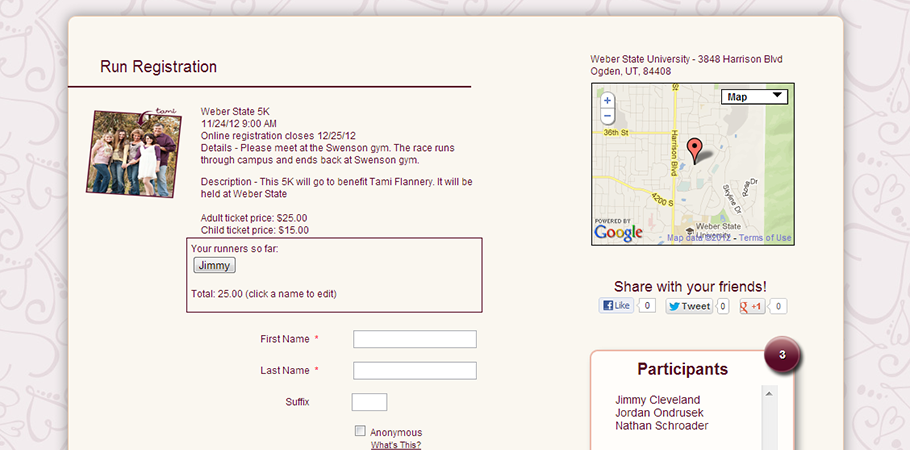 Run Registration
tami
Weber State 5K
11/24/12 9:00 AM
Online registration closes 12/25/12
Details - Please meet at the Swenson gym. The race runs
through campus and ends back at Swenson gym.
Description - This 5K will go to benefit Tami Flannery. It will be
held at Weber State
Adult ticket price: $25.00
Child ticket price: $15.00
Your runners so far:
Jimmy
Total: 25.00 (click a name to edit)
First Name *
Last Name *
Suffix
Anonymous
What's This?
Weber State University - 3848 Harrison Blvd
Ogden, UT, 84408
+
−
Map
St
36th St
Harrison Blvd
4200 S
Skyline Dr
Rose Dr
Weber State
University
POWERED BY
Google
Map data ©2012 - Terms of Use
Share with your friends!
Like 0 Tweet 0 g +1 0
3
Participants
Jimmy Cleveland
Jordan Ondrusek
Nathan Schroader